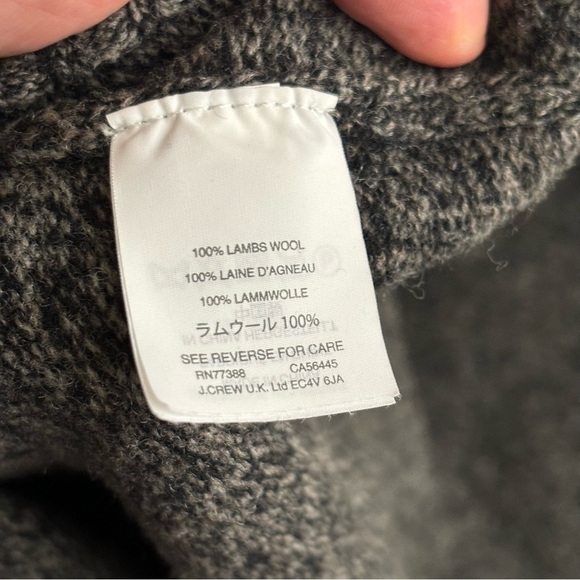 100% LAMBS WOOL
100% LAINE D'AGNEAU
100% LAMMWOLLE
ラムウール 100%
SEE REVERSE FOR CARE
RN77388 CA56445
J.CREW U.K. Ltd EC4V 6JA